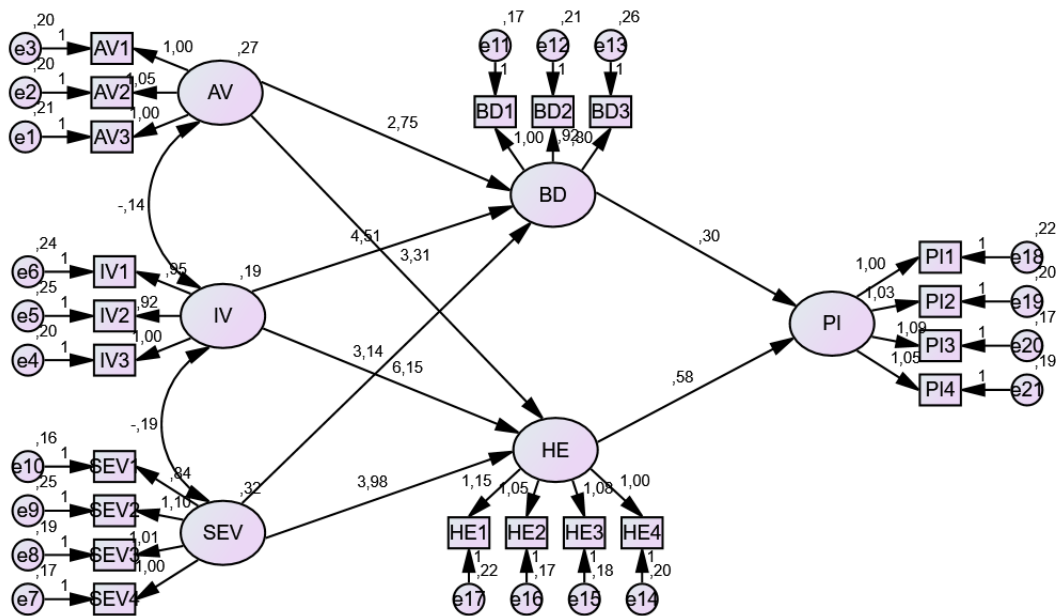 ,20
e3 1 AV1 1,00
,20
e2 1 AV2 1,05
,21
e1 1 AV3 1,00
,27
AV
-,14
,24
e6 1 IV1 ,95
,25
e5 1 IV2 ,92
,20
e4 1 IV3 1,00
,19
IV
-,19
,16
e10 1 SEV1 ,84
,25
e9 1 SEV2 1,10
,19
e8 1 SEV3 1,01
,17
e7 1 SEV4 1,00
,32
SEV
2,75
4,51
3,31
3,14
6,15
3,98
,17 ,21 ,26
e11 e12 e13
1 1 1
BD1 BD2 BD3
1,00 ,92 ,80
BD
,30
HE
,58
1,15 1,05 1,08 1,00
HE1 HE2 HE3 HE4
1 1 1 1
,22 ,17 ,18 ,20
e17 e16 e15 e14
PI
,22
1,00 PI1 1 e18
,20
1,03 PI2 1 e19
,17
1,09 PI3 1 e20
,19
1,05 PI4 1 e21